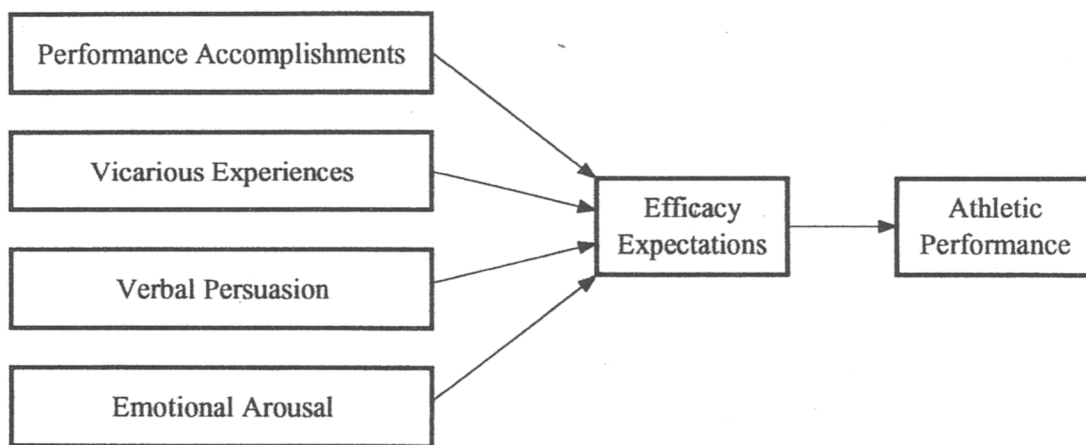 Performance Accomplishments
Vicarious Experiences
Verbal Persuasion
Emotional Arousal
Efficacy
Expectations
Athletic
Performance